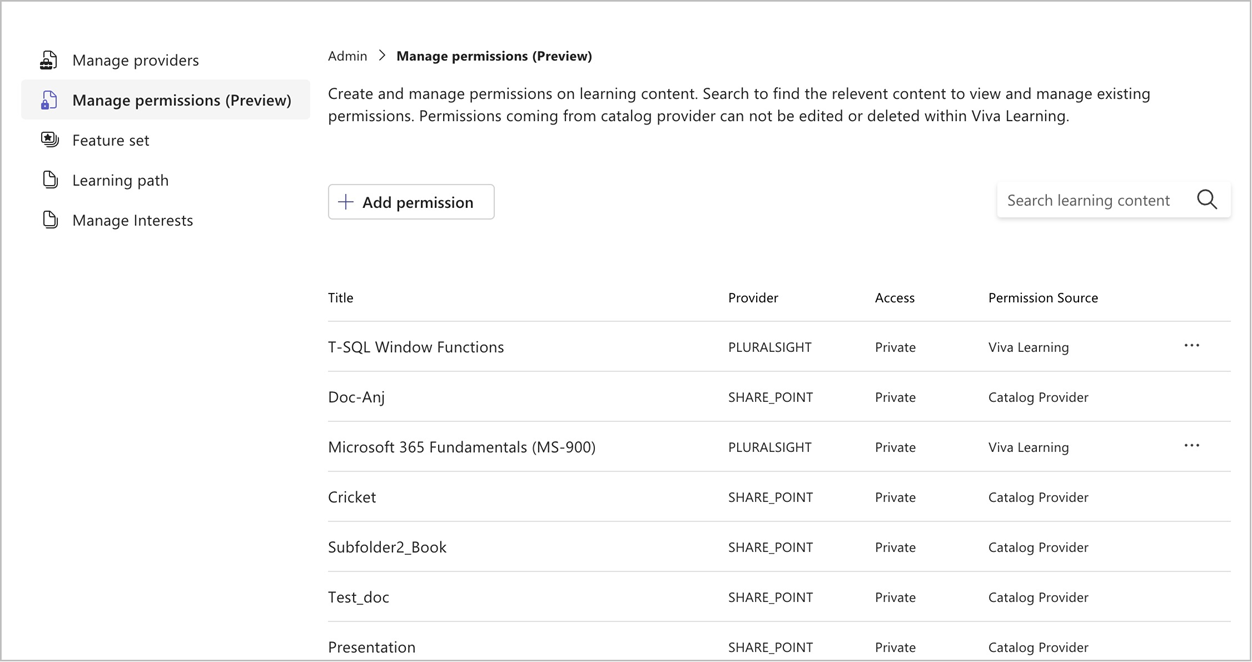 Manage providers
Manage permissions (Preview)
Feature set
Learning path
Manage Interests
Admin > Manage permissions (Preview)
Create and manage permissions on learning content. Search to find the relevent content to view and manage existing
permissions. Permissions coming from catalog provider can not be edited or deleted within Viva Learning.
+ Add permission
Search learning content
Title Provider Access Permission Source
T-SQL Window Functions PLURALSIGHT Private Viva Learning ...
Doc-Anj SHARE_POINT Private Catalog Provider
Microsoft 365 Fundamentals (MS-900) PLURALSIGHT Private Viva Learning ...
Cricket SHARE_POINT Private Catalog Provider
Subfolder2_Book SHARE_POINT Private Catalog Provider
Test_doc SHARE_POINT Private Catalog Provider
Presentation SHARE_POINT Private Catalog Provider